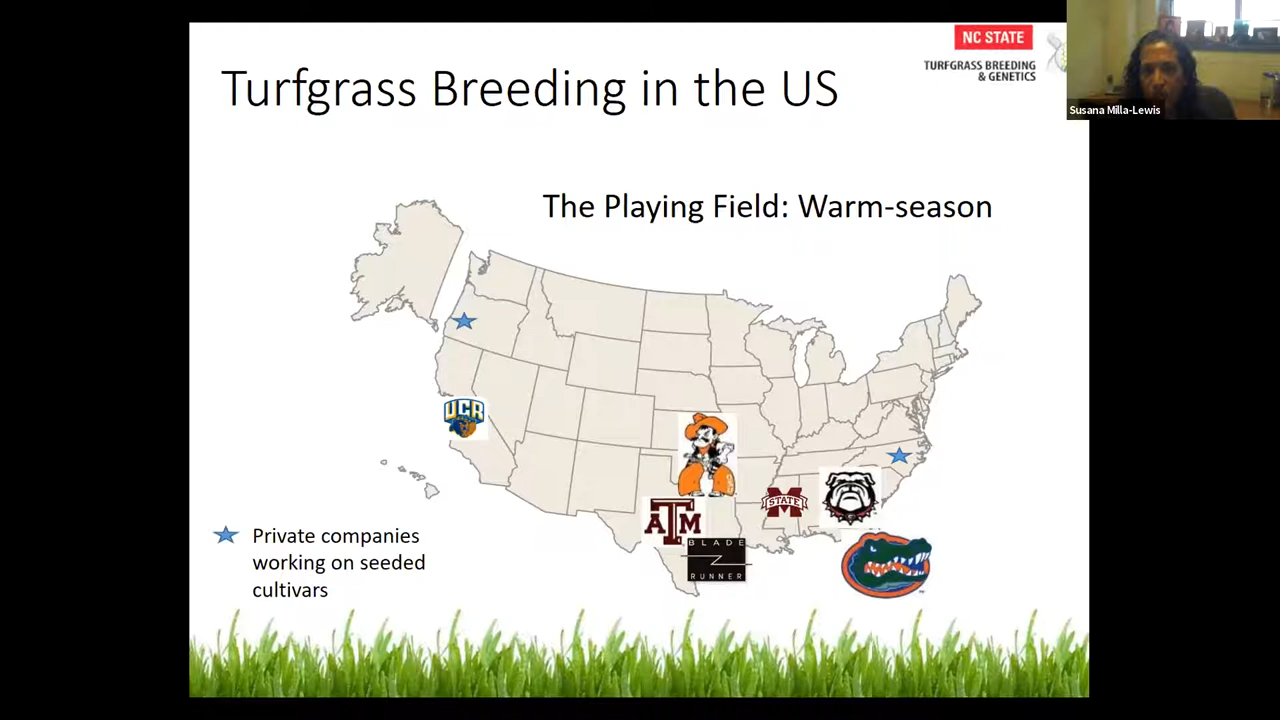 NC STATE
TURFGRASS BREEDING
& GENETICS
Susana Milla-Lewis
Turfgrass Breeding in the US
The Playing Field: Warm-season
UCR
STATE
M
ATM
BLADE
RUNNER
Private companies
working on seeded
cultivars